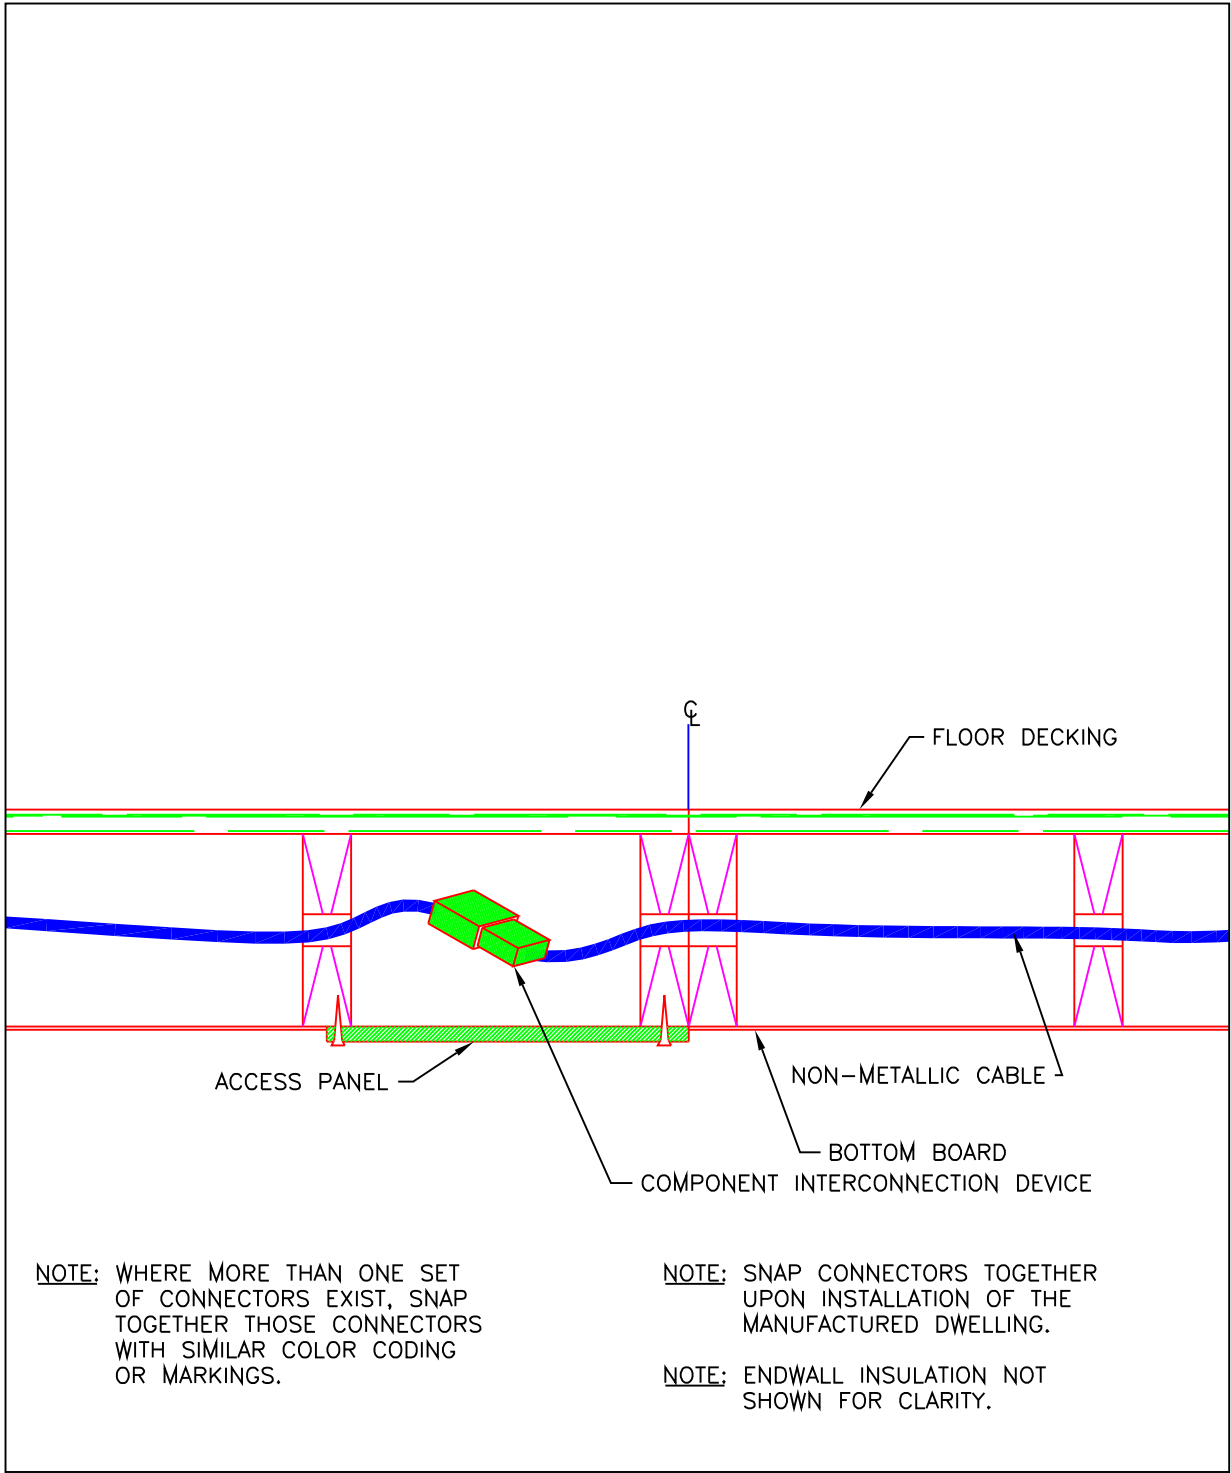 ℄
FLOOR DECKING
ACCESS PANEL
NON-METALLIC CABLE
BOTTOM BOARD
COMPONENT INTERCONNECTION DEVICE
NOTE: WHERE MORE THAN ONE SET
OF CONNECTORS EXIST, SNAP
TOGETHER THOSE CONNECTORS
WITH SIMILAR COLOR CODING
OR MARKINGS.
NOTE: SNAP CONNECTORS TOGETHER
UPON INSTALLATION OF THE
MANUFACTURED DWELLING.
NOTE: ENDWALL INSULATION NOT
SHOWN FOR CLARITY.